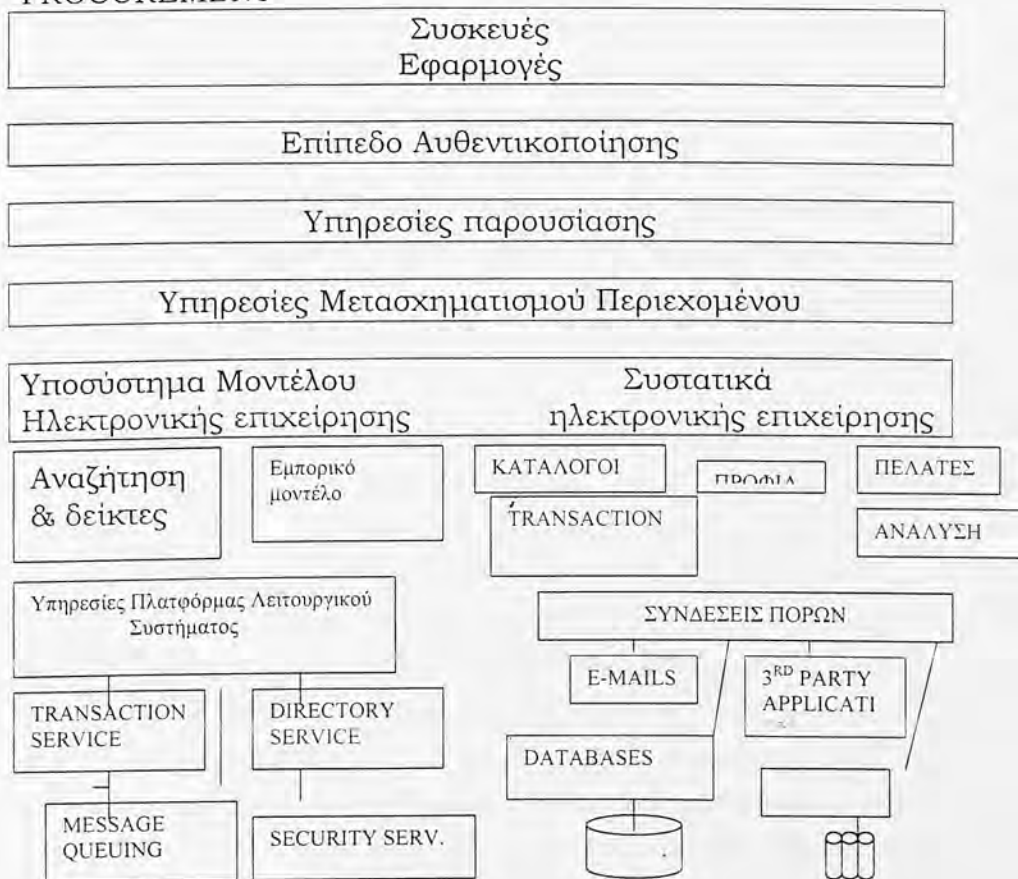 Συσκευές
Εφαρμογές
Επίπεδο Αυθεντικοποίησης
Υπηρεσίες παρουσίασης
Υπηρεσίες Μετασχηματισμού Περιεχομένου
Υποσύστημα Μοντέλου
Ηλεκτρονικής επιχείρησης
Συστατικά
ηλεκτρονικής επιχείρησης
Αναζήτηση
& δείκτες
Εμπορικό
μοντέλο
ΚΑΤΑΛΟΓΟΙ
TRANSACTION
ΠΕΛΑΤΕΣ
ΑΝΑΛΥΣΗ
Υπηρεσίες Πλατφόρμας Λειτουργικού
Συστήματος
ΣΥΝΔΕΣΕΙΣ ΠΟΡΩΝ
TRANSACTION
SERVICE
DIRECTORY
SERVICE
E-MAILS
3RD PARTY
APPLICATI
DATABASES
MESSAGE
QUEUING
SECURITY SERV.